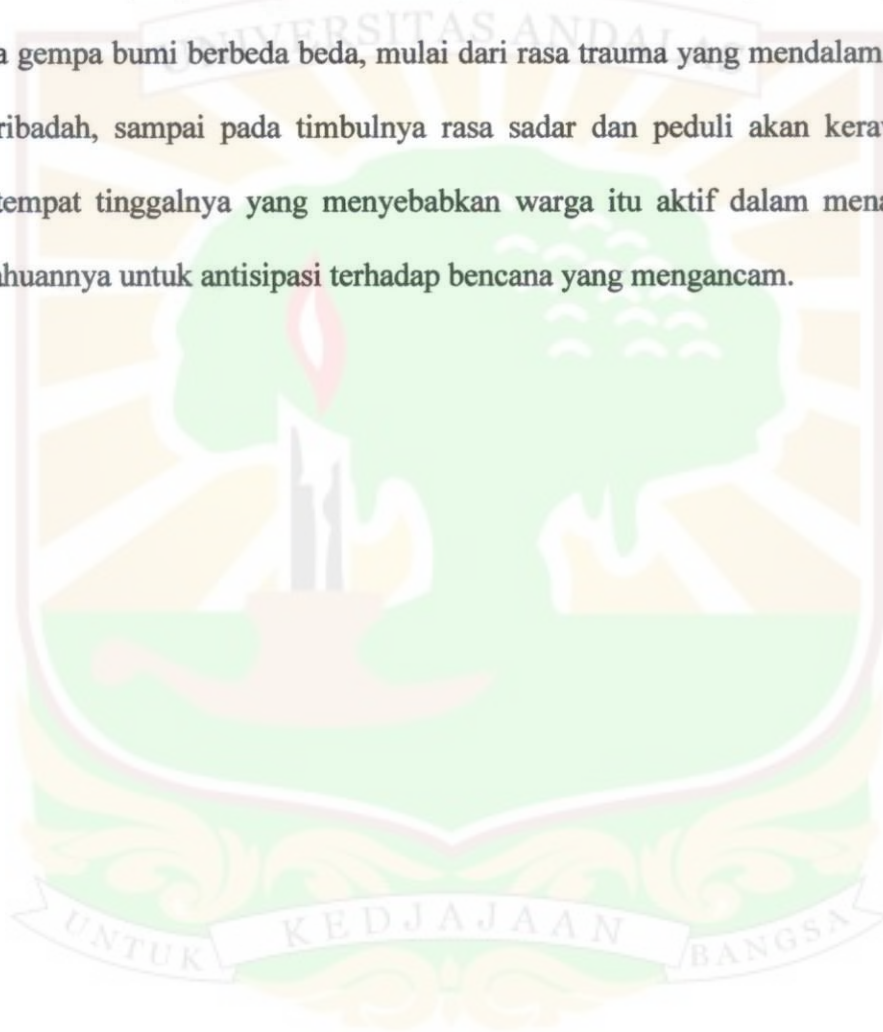 UNIVERSITAS ANDALAS
a gempa bumi berbeda beda, mulai dari rasa trauma yang mendalam
ribadah, sampai pada timbulnya rasa sadar dan peduli akan kera
tempat tinggalnya yang menyebabkan warga itu aktif dalam mena
huannya untuk antisipasi terhadap bencana yang mengancam.
UNTUK KEDJAJAAN BANGSA